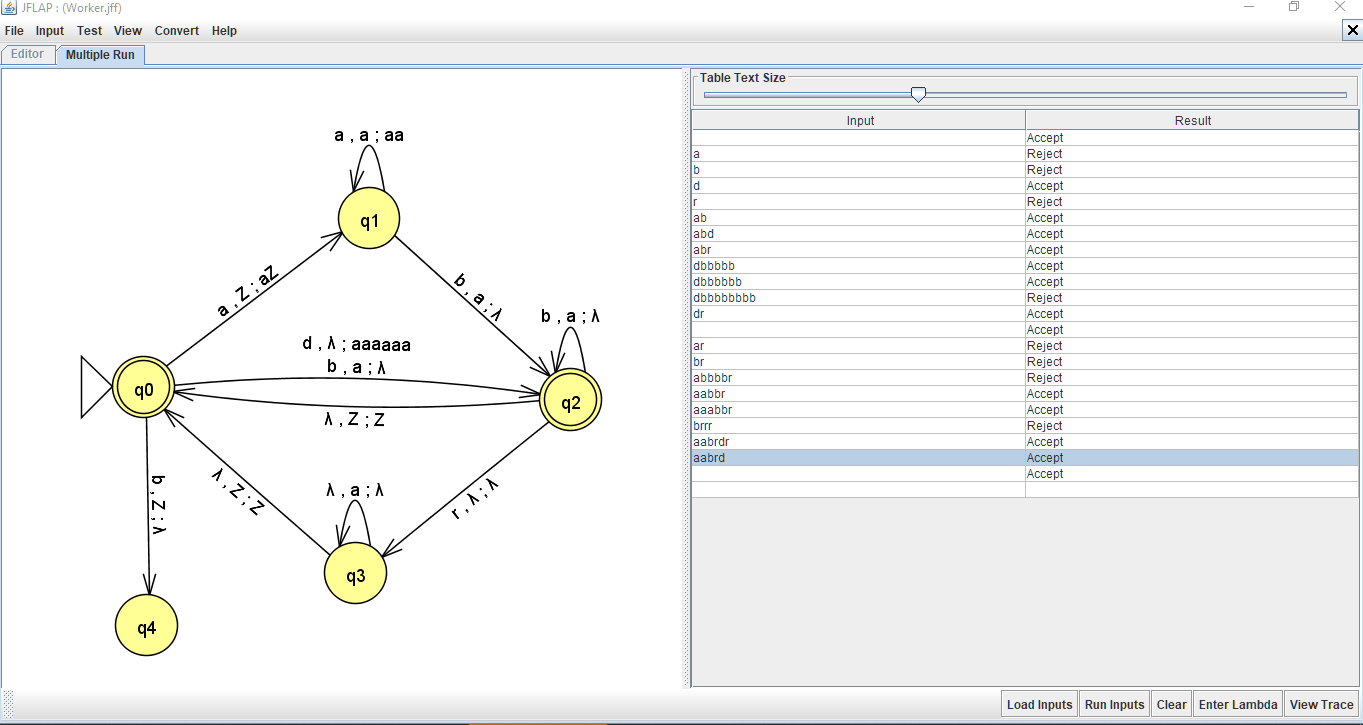 JFLAP : (Worker.jff)
File Input Test View Convert Help
Editor Multiple Run
a , a ; aa
q1
a , Z ; aZ
b , a ; λ
b , a ; λ
d , λ ; aaaaaa
b , a ; λ
q0
q2
λ , Z ; Z
λ , Z ; Z
λ , a ; λ
r , λ ; λ
b , Z ; λ
q3
q4
Table Text Size
Input Result
Accept
a Reject
b Reject
d Accept
r Reject
ab Accept
abd Accept
abr Accept
dbbbbb Accept
dbbbbbb Accept
dbbbbbbbb Reject
dr Accept
Accept
ar Reject
br Reject
abbbbr Reject
aabbr Accept
aaabbr Accept
brrr Reject
aabrdr Accept
aabrd Accept
Accept
Load Inputs Run Inputs Clear Enter Lambda View Trace